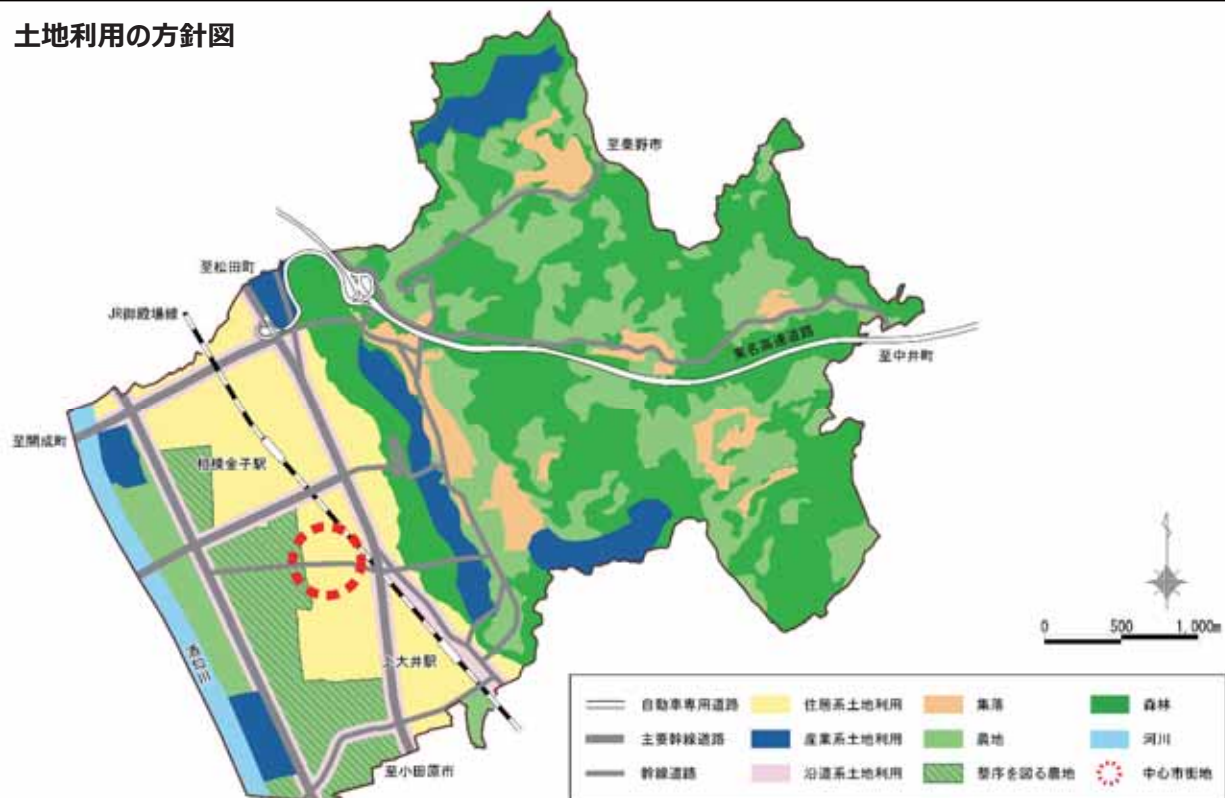 土地利用の方針図
至秦野市
至松田町
JR御殿場線
東名高速道路
至中井町
至開成町
相模金子駅
上大井駅
酒匂川
至小田原市
0 500 1,000m
自動車専用道路 住居系土地利用 集落 森林
主要幹線道路 産業系土地利用 農地 河川
幹線道路 沿道系土地利用 整序を図る農地 中心市街地